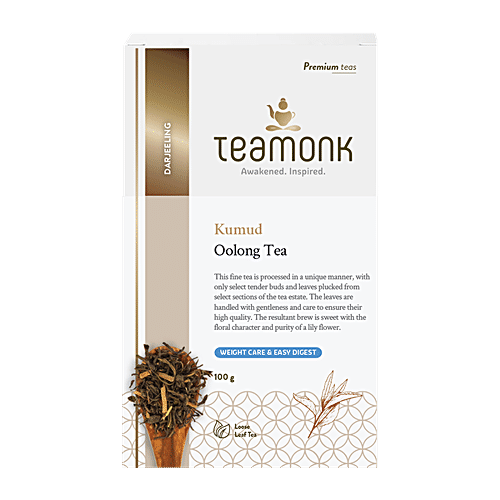 Premium teas
DARJEELING
Teamonk
Awakened. Inspired.
Kumud
Oolong Tea
This fine tea is processed in a unique manner, with
only select tender buds and leaves plucked from
select sections of the tea estate. The leaves are
handled with gentleness and care to ensure their
high quality. The resultant brew is sweet with the
floral character and purity of a lily flower.
WEIGHT CARE & EASY DIGEST
100 g
Loose
Leaf Tea